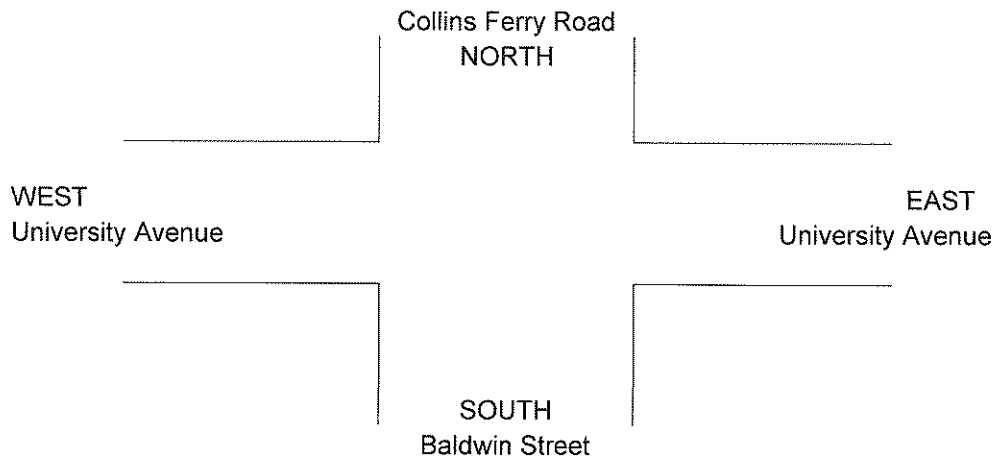 Collins Ferry Road
NORTH
WEST
University Avenue
EAST
University Avenue
SOUTH
Baldwin Street